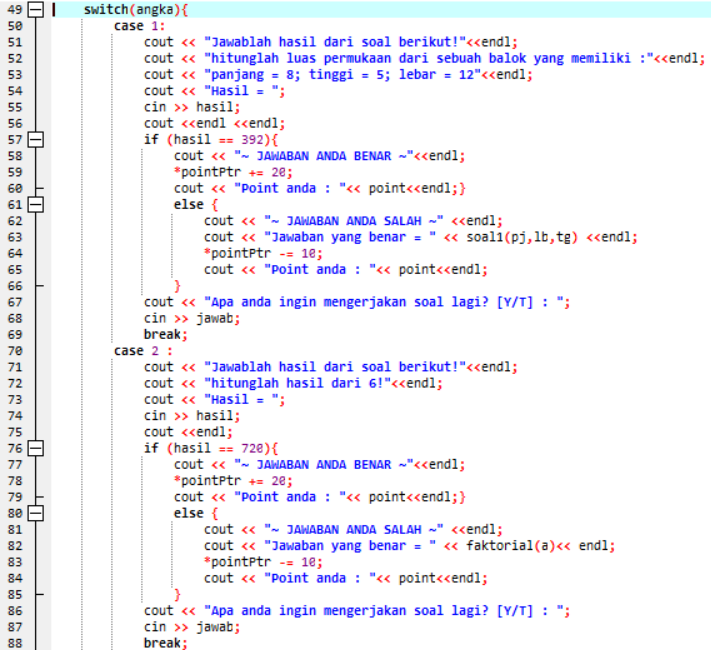 49 switch(angka){
50 case 1:
51 cout << "Jawablah hasil dari soal berikut!"<<endl;
52 cout << "hitunglah luas permukaan dari sebuah balok yang memiliki :"<<endl;
53 cout << "panjang = 8; tinggi = 5; lebar = 12"<<endl;
54 cout << "Hasil = ";
55 cin >> hasil;
56 cout <<endl <<endl;
57 if (hasil == 392){
58 cout << "~ JAWABAN ANDA BENAR ~"<<endl;
59 *pointPtr += 20;
60 cout << "Point anda : "<< point<<endl;}
61 else {
62 cout << "~ JAWABAN ANDA SALAH ~" <<endl;
63 cout << "Jawaban yang benar = " << soal1(pj,lb,tg) <<endl;
64 *pointPtr -= 10;
65 cout << "Point anda : "<< point<<endl;
66 }
67 cout << "Apa anda ingin mengerjakan soal lagi? [Y/T] : ";
68 cin >> jawab;
69 break;
70 case 2 :
71 cout << "Jawablah hasil dari soal berikut!"<<endl;
72 cout << "hitunglah hasil dari 6!"<<endl;
73 cout << "Hasil = ";
74 cin >> hasil;
75 cout <<endl;
76 if (hasil == 720){
77 cout << "~ JAWABAN ANDA BENAR ~"<<endl;
78 *pointPtr += 20;
79 cout << "Point anda : "<< point<<endl;}
80 else {
81 cout << "~ JAWABAN ANDA SALAH ~" <<endl;
82 cout << "Jawaban yang benar = " << faktorial(a)<< endl;
83 *pointPtr -= 10;
84 cout << "Point anda : "<< point<<endl;
85 }
86 cout << "Apa anda ingin mengerjakan soal lagi? [Y/T] : ";
87 cin >> jawab;
88 break;